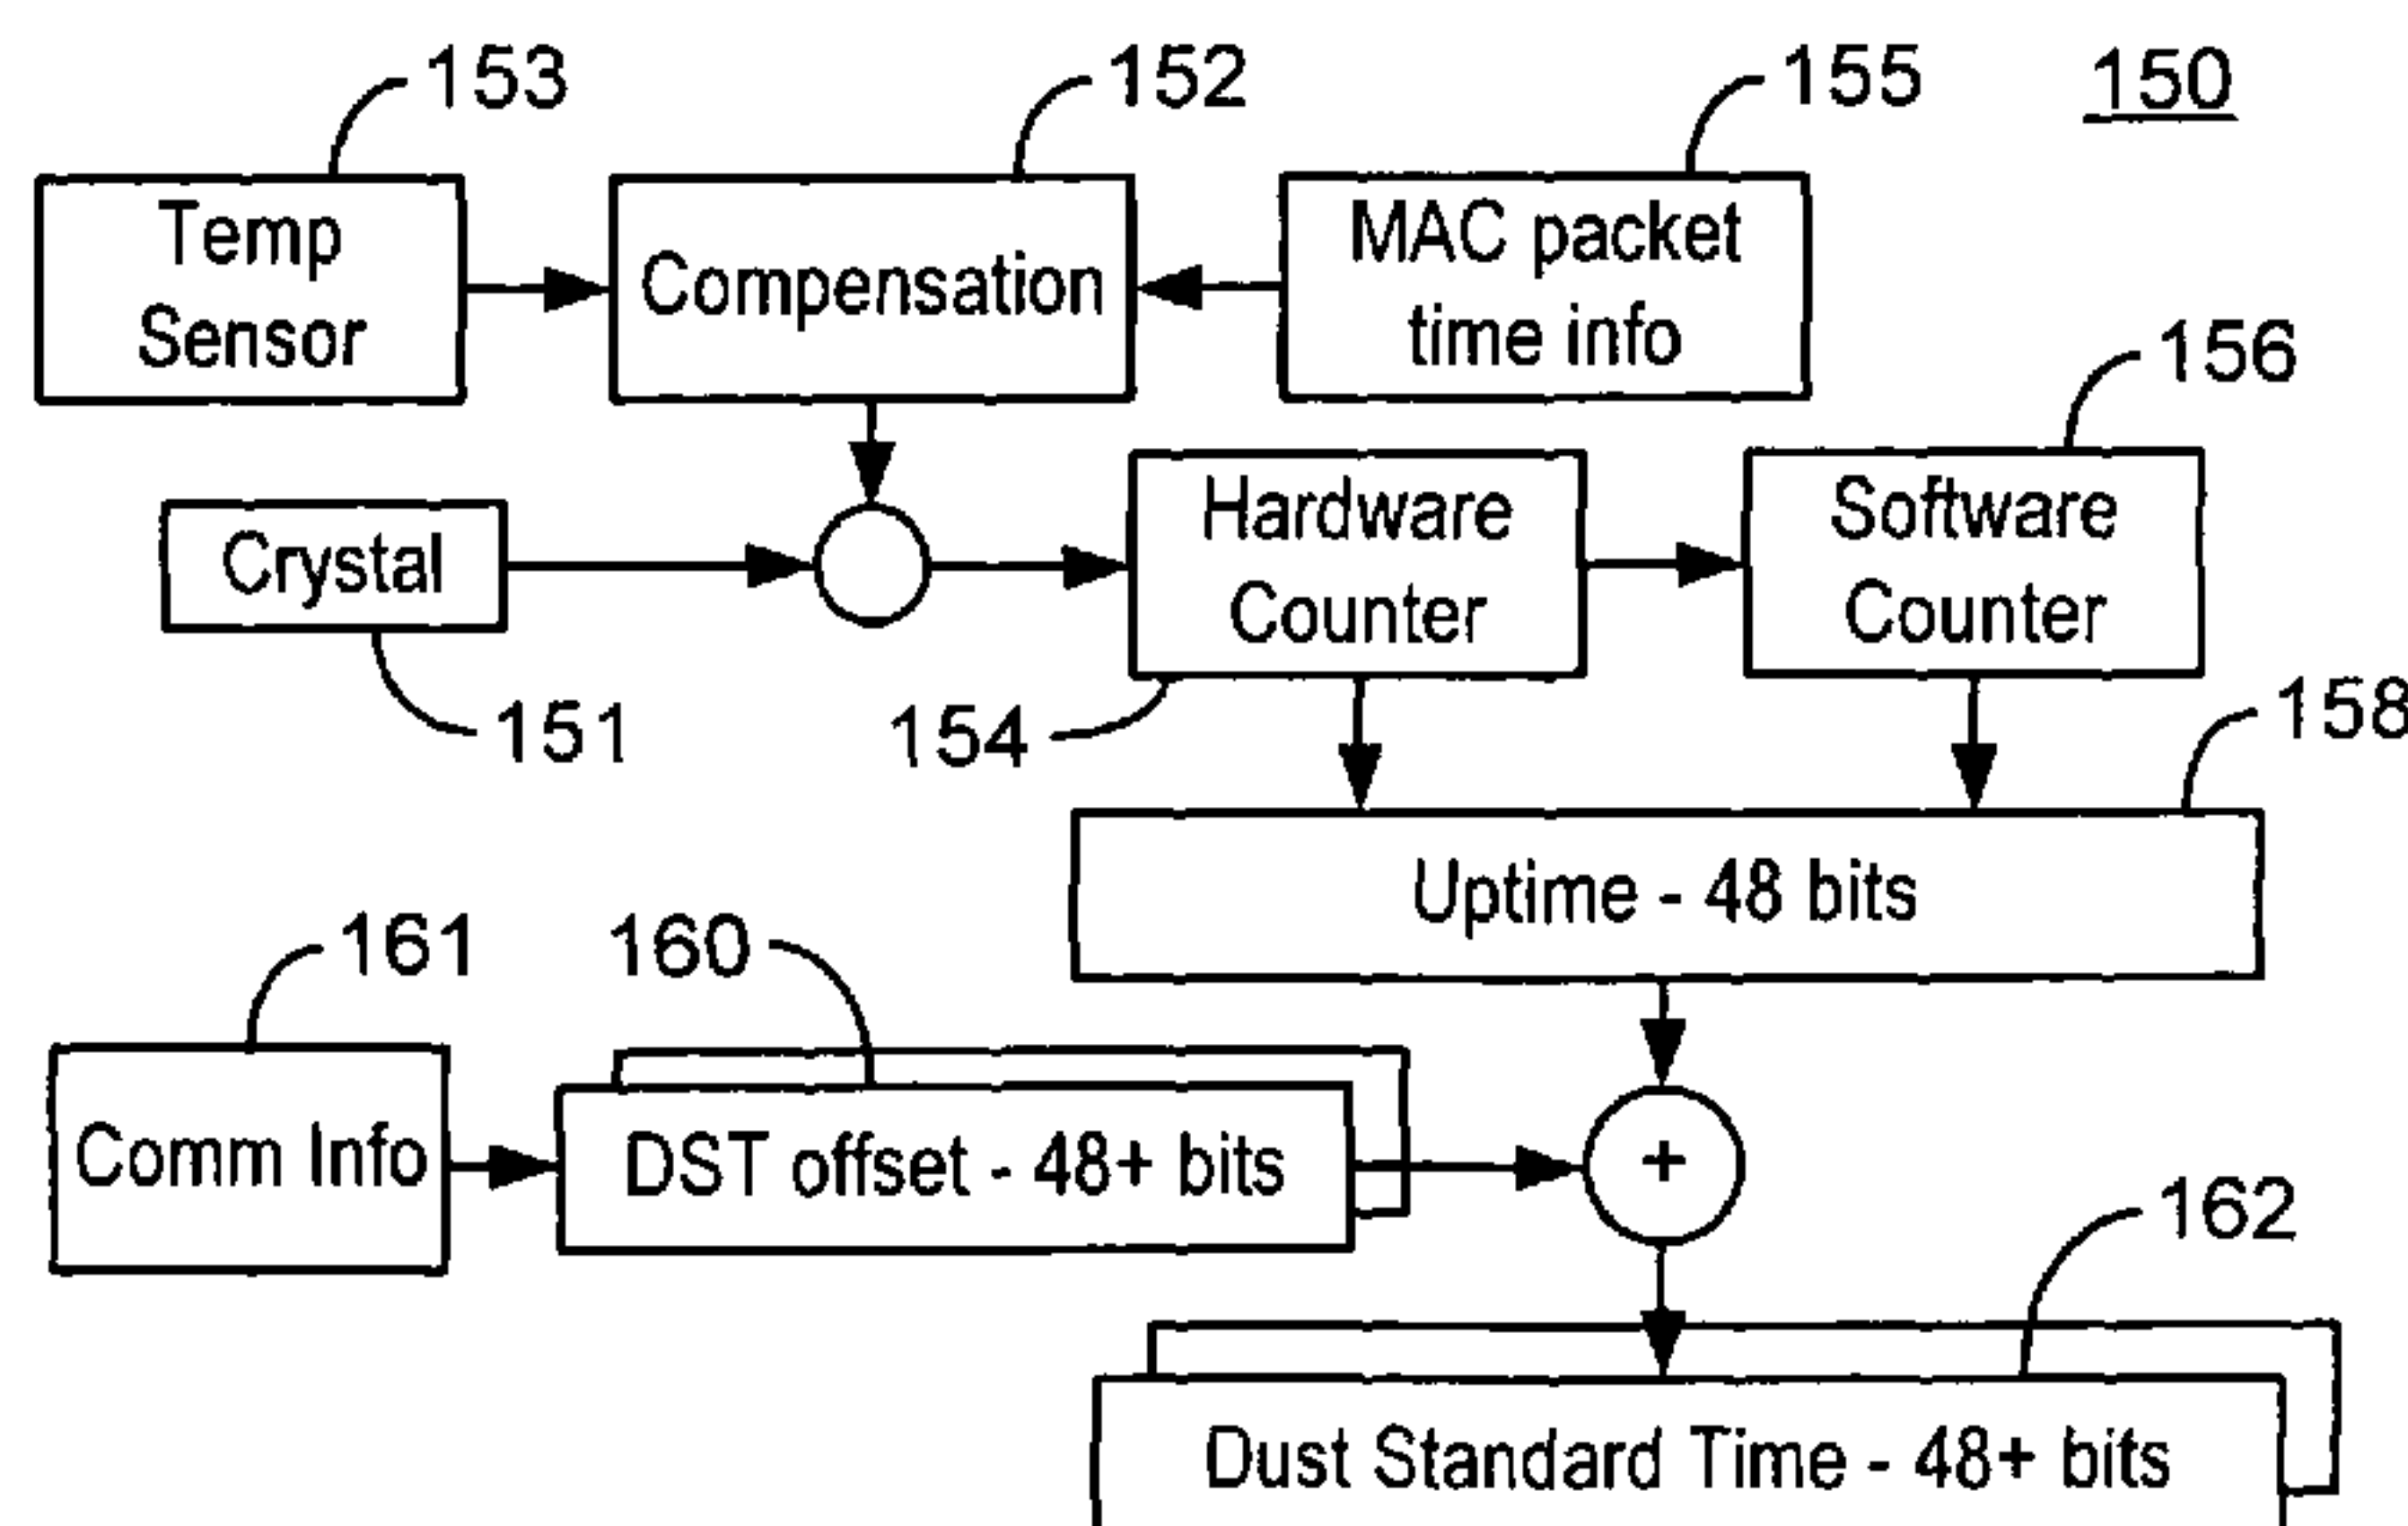 153
152
155
150
Temp
Sensor
Compensation
MAC packet
time info
156
Crystal
Hardware
Counter
Software
Counter
151
154
158
Uptime - 48 bits
161
160
Comm Info
DST offset - 48+ bits
+
162
Dust Standard Time - 48+ bits